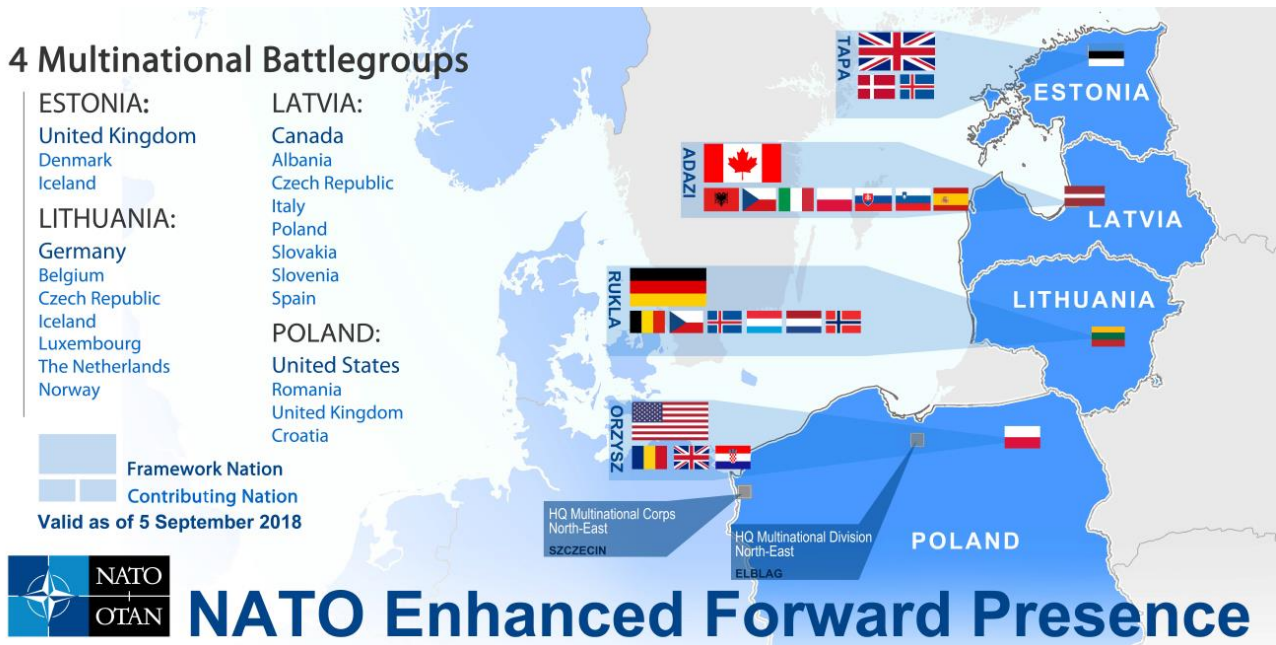 4 Multinational Battlegroups
ESTONIA:
United Kingdom
Denmark
Iceland
LITHUANIA:
Germany
Belgium
Czech Republic
Iceland
Luxembourg
The Netherlands
Norway
LATVIA:
Canada
Albania
Czech Republic
Italy
Poland
Slovakia
Slovenia
Spain
POLAND:
United States
Romania
United Kingdom
Croatia
Framework Nation
Contributing Nation
Valid as of 5 September 2018
TAPA
ESTONIA
ADAZI
LATVIA
RUKLA
LITHUANIA
ORZYSZ
HQ Multinational Corps
North-East
SZCZECIN
HQ Multinational Division
North-East
ELBLAG
POLAND
NATO
OTAN
NATO Enhanced Forward Presence